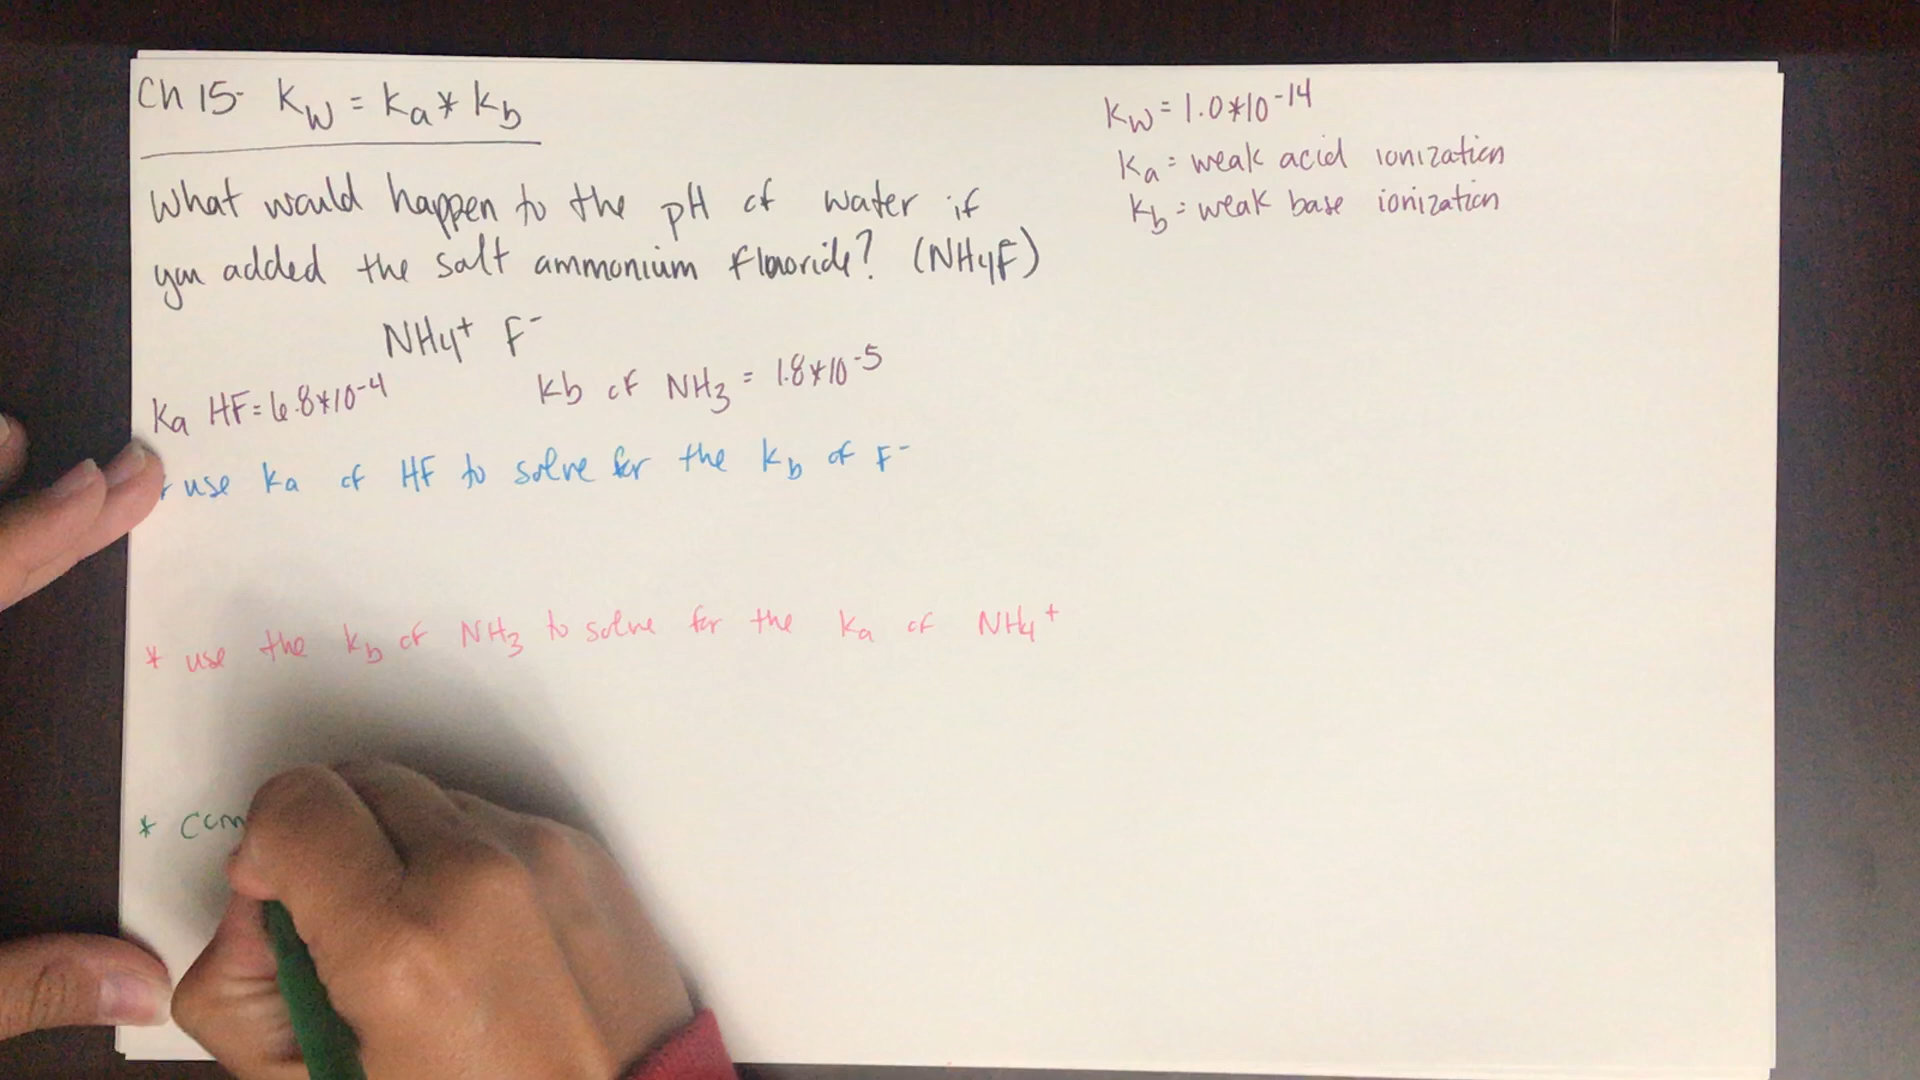 Ch 15- Kw = Ka * Kb
What would happen to the pH of water if
you added the salt ammonium fluoride? (NH4F)
NH4+ F-
Ka HF = 6.8*10-4
Kb of NH3 = 1.8*10-5
use Ka of HF to solve for the Kb of F-
* use the Kb of NH3 to solve for the Ka of NH4+
* com
Kw = 1.0*10-14
Ka = weak acid ionization
Kb = weak base ionization